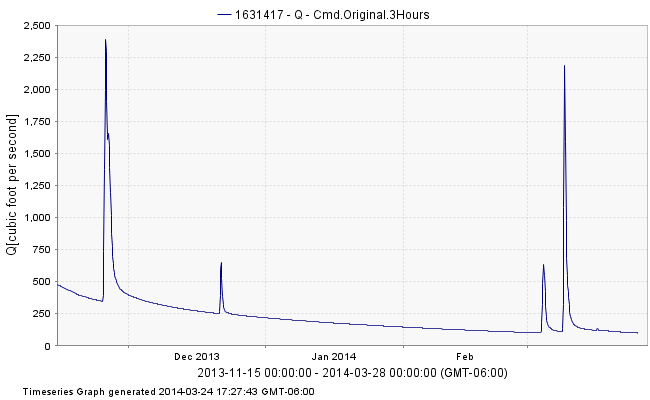 1631417 - Q - Cmd.Original.3Hours
2,500
2,250
2,000
1,750
1,500
1,250
1,000
750
500
250
0
Q[cubic foot per second]
Dec 2013 Jan 2014 Feb
2013-11-15 00:00:00 - 2014-03-28 00:00:00 (GMT-06:00)
Timeseries Graph generated 2014-03-24 17:27:43 GMT-06:00